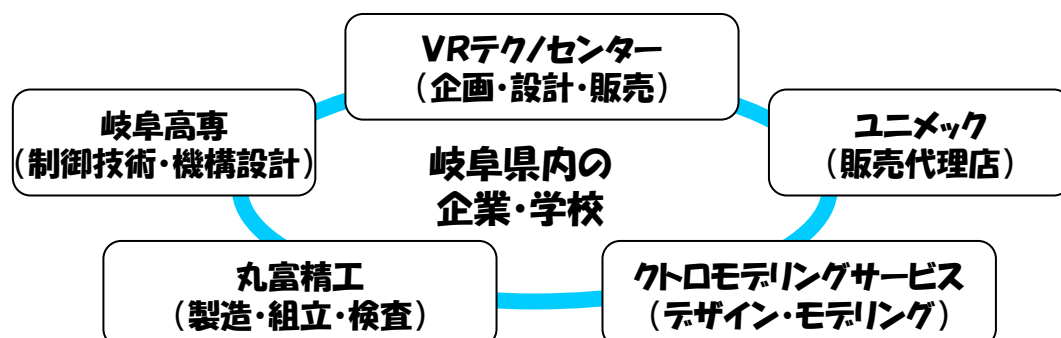 VRテクノセンター
(企画・設計・販売)
岐阜高専
(制御技術・機構設計)
ユニメック
(販売代理店)
岐阜県内の
企業・学校
丸富精工
(製造・組立・検査)
クトロモデリングサービス
(デザイン・モデリング)